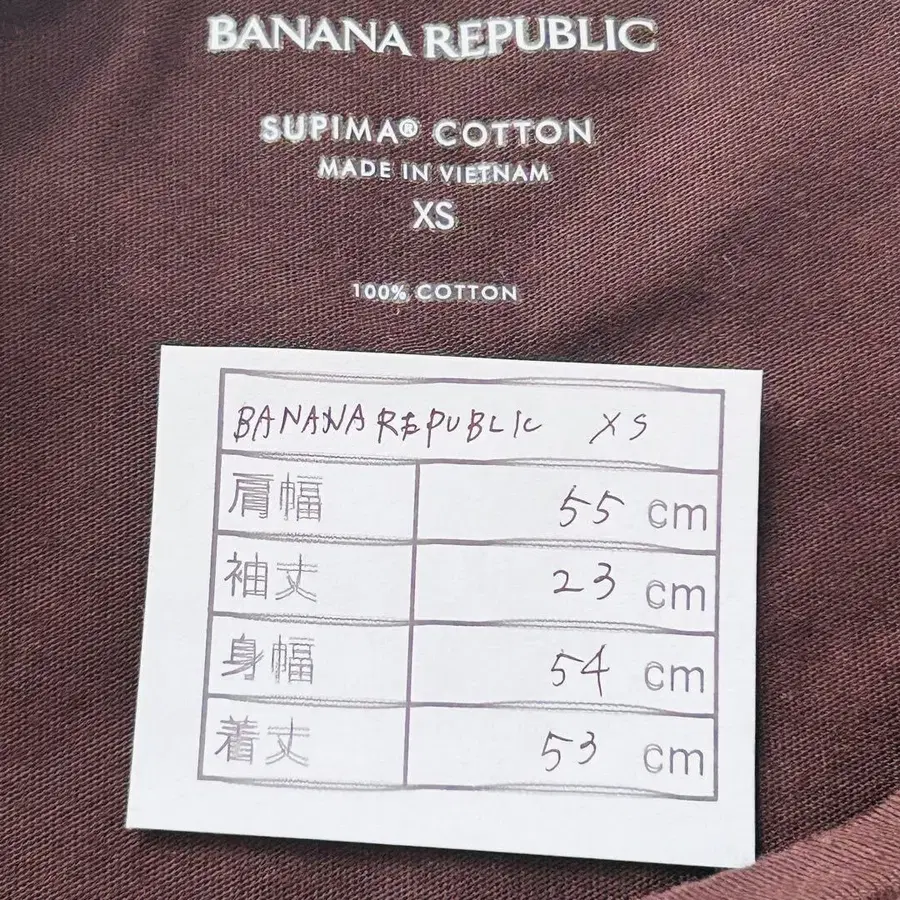 BANANA REPUBLIC
SUPIMA® COTTON
MADE IN VIETNAM
XS
100% COTTON
BANANA REPUBLIC XS
肩幅 55 cm
袖丈 23 cm
身幅 54 cm
着丈 53 cm